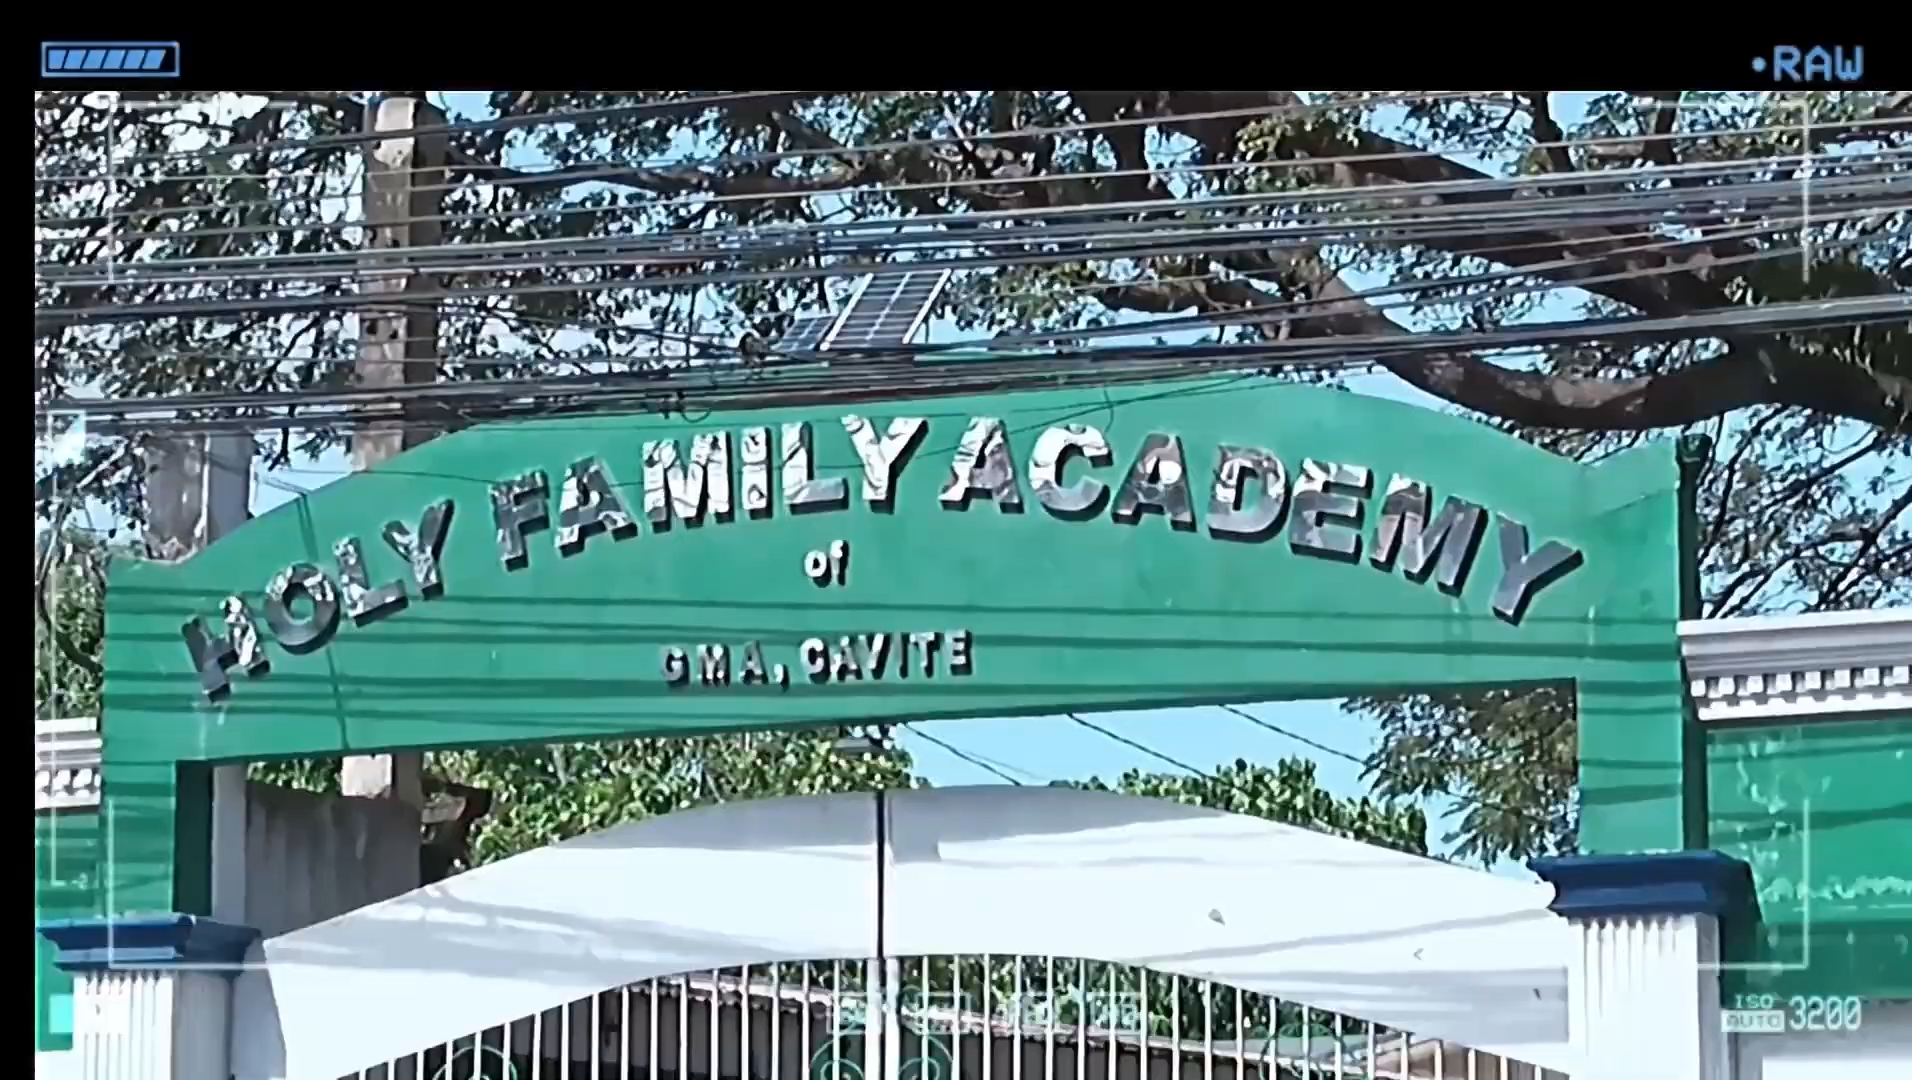 •RAW
HOLY FAMILY ACADEMY
of
GMA, CAVITE
ISO
AUTO 3200